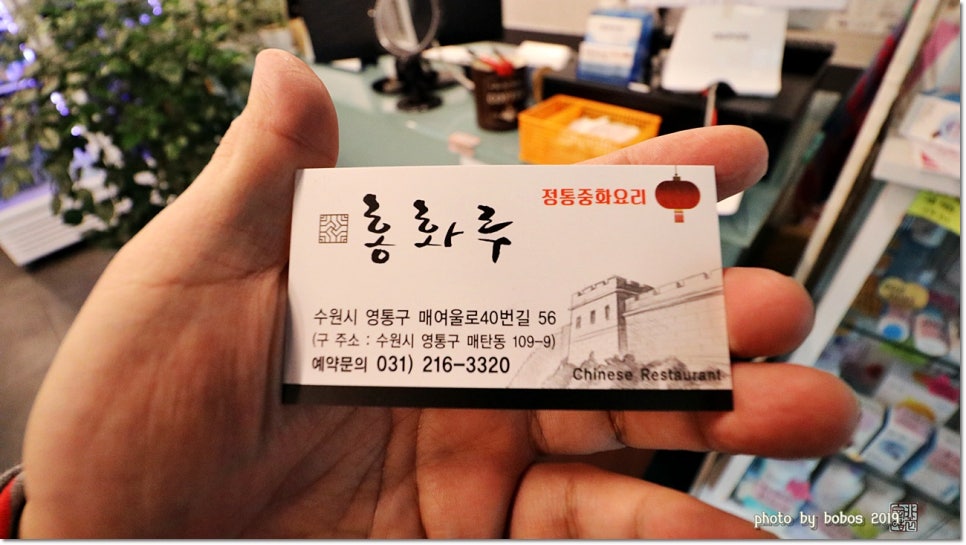 정통중화요리
홍화루
수원시 영통구 매여울로40번길 56
(구 주소 : 수원시 영통구 매탄동 109-9)
예약문의 031) 216-3320
Chinese Restaurant
photo by bobos 2019